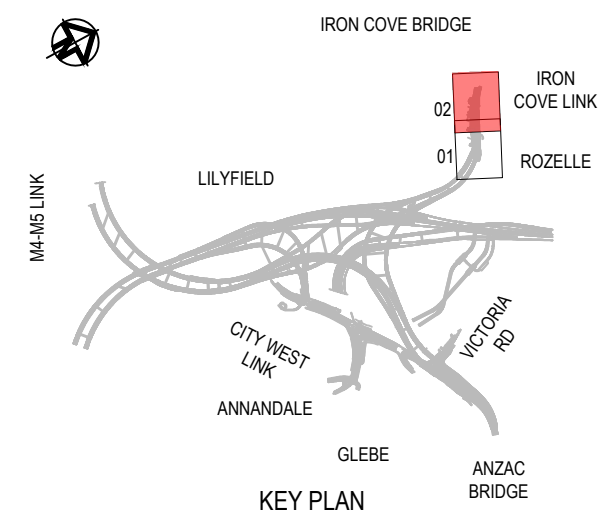 IRON COVE BRIDGE
IRON
COVE LINK
02
01
ROZELLE
LILYFIELD
M4-M5 LINK
CITY WEST
LINK
VICTORIA
RD
ANNANDALE
GLEBE
ANZAC
BRIDGE
KEY PLAN